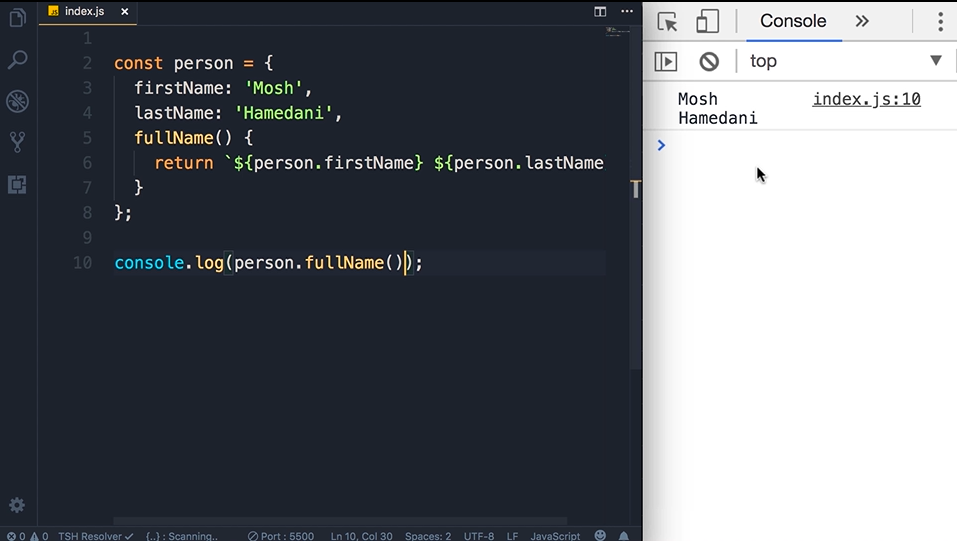 index.js
1
2 const person = {
3 firstName: 'Mosh',
4 lastName: 'Hamedani',
5 fullName() {
6 return `${person.firstName} ${person.lastName
7 }
8 };
9
10 console.log(person.fullName());
0 0 TSH Resolver {..} : Scanning.. Port : 5500 Ln 10, Col 30 Spaces: 2 UTF-8 LF JavaScript
Console
top
Mosh index.js:10
Hamedani